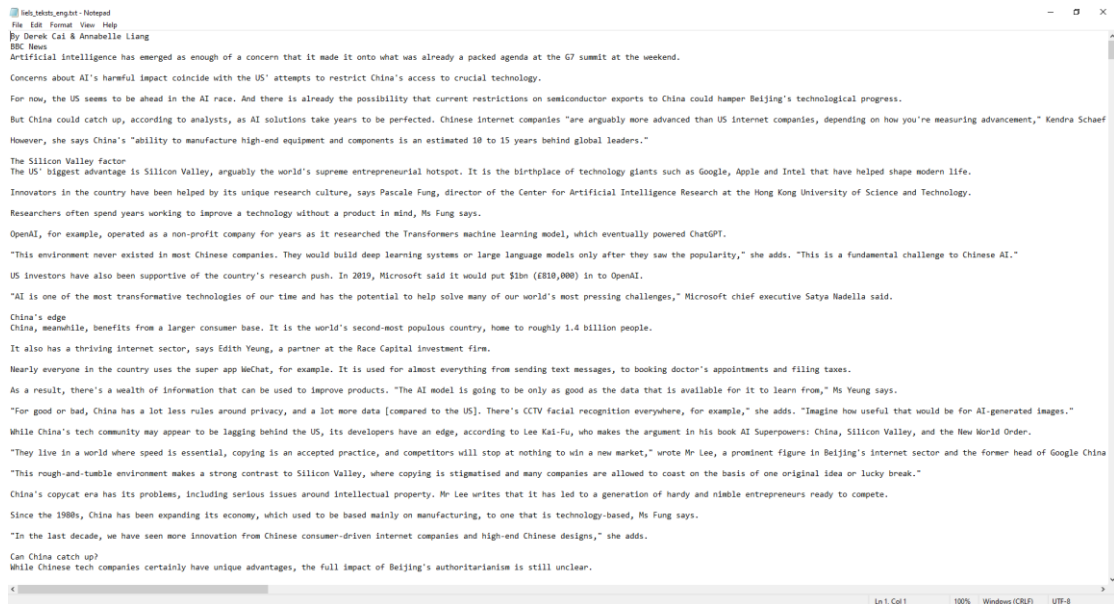 liels_teksts_eng.txt - Notepad
File Edit Format View Help
By Derek Cai & Annabelle Liang
BBC News
Artificial intelligence has emerged as enough of a concern that it made it onto what was already a packed agenda at the G7 summit at the weekend.
Concerns about AI's harmful impact coincide with the US' attempts to restrict China's access to crucial technology.
For now, the US seems to be ahead in the AI race. And there is already the possibility that current restrictions on semiconductor exports to China could hamper Beijing's technological progress.
But China could catch up, according to analysts, as AI solutions take years to be perfected. Chinese internet companies "are arguably more advanced than US internet companies, depending on how you're measuring advancement," Kendra Schaef
However, she says China's "ability to manufacture high-end equipment and components is an estimated 10 to 15 years behind global leaders."
The Silicon Valley factor
The US' biggest advantage is Silicon Valley, arguably the world's supreme entrepreneurial hotspot. It is the birthplace of technology giants such as Google, Apple and Intel that have helped shape modern life.
Innovators in the country have been helped by its unique research culture, says Pascale Fung, director of the Center for Artificial Intelligence Research at the Hong Kong University of Science and Technology.
Researchers often spend years working to improve a technology without a product in mind, Ms Fung says.
OpenAI, for example, operated as a non-profit company for years as it researched the Transformers machine learning model, which eventually powered ChatGPT.
"This environment never existed in most Chinese companies. They would build deep learning systems or large language models only after they saw the popularity," she adds. "This is a fundamental challenge to Chinese AI."
US investors have also been supportive of the country's research push. In 2019, Microsoft said it would put $1bn (£810,000) in to OpenAI.
"AI is one of the most transformative technologies of our time and has the potential to help solve many of our world's most pressing challenges," Microsoft chief executive Satya Nadella said.
China's edge
China, meanwhile, benefits from a larger consumer base. It is the world's second-most populous country, home to roughly 1.4 billion people.
It also has a thriving internet sector, says Edith Yeung, a partner at the Race Capital investment firm.
Nearly everyone in the country uses the super app WeChat, for example. It is used for almost everything from sending text messages, to booking doctor's appointments and filing taxes.
As a result, there's a wealth of information that can be used to improve products. "The AI model is going to be only as good as the data that is available for it to learn from," Ms Yeung says.
"For good or bad, China has a lot less rules around privacy, and a lot more data [compared to the US]. There's CCTV facial recognition everywhere, for example," she adds. "Imagine how useful that would be for AI-generated images."
While China's tech community may appear to be lagging behind the US, its developers have an edge, according to Lee Kai-Fu, who makes the argument in his book AI Superpowers: China, Silicon Valley, and the New World Order.
"They live in a world where speed is essential, copying is an accepted practice, and competitors will stop at nothing to win a new market," wrote Mr Lee, a prominent figure in Beijing's internet sector and the former head of Google China
"This rough-and-tumble environment makes a strong contrast to Silicon Valley, where copying is stigmatised and many companies are allowed to coast on the basis of one original idea or lucky break."
China's copycat era has its problems, including serious issues around intellectual property. Mr Lee writes that it has led to a generation of hardy and nimble entrepreneurs ready to compete.
Since the 1980s, China has been expanding its economy, which used to be based mainly on manufacturing, to one that is technology-based, Ms Fung says.
"In the last decade, we have seen more innovation from Chinese consumer-driven internet companies and high-end Chinese designs," she adds.
Can China catch up?
While Chinese tech companies certainly have unique advantages, the full impact of Beijing's authoritarianism is still unclear.
Ln 1, Col 1 100% Windows (CRLF) UTF-8